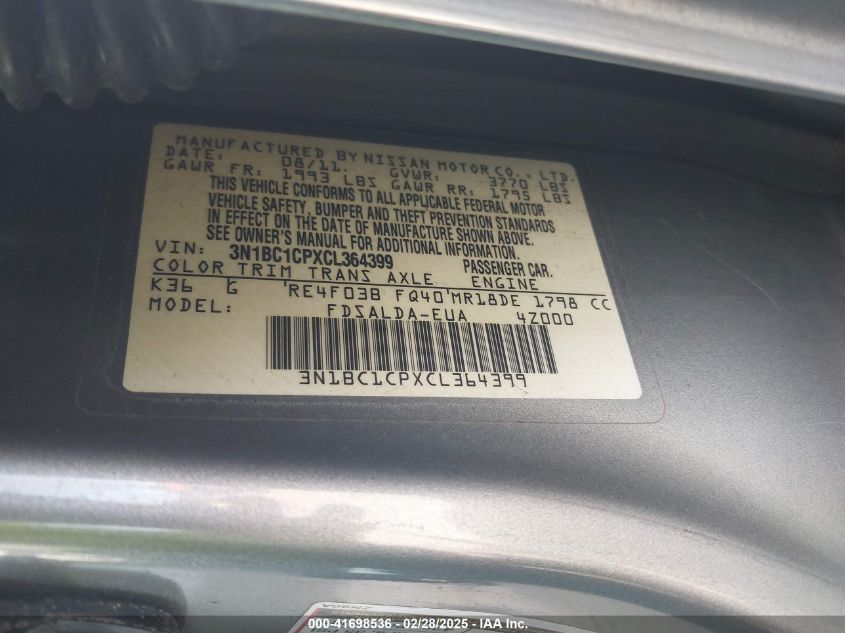 MANUFACTURED BY NISSAN MOTOR CO., LTD.
DATE: 08/11. GVWR: 3770 LBS
GAWR FR: 1993 LBS GAWR RR: 1795 LBS
THIS VEHICLE CONFORMS TO ALL APPLICABLE FEDERAL MOTOR
VEHICLE SAFETY, BUMPER AND THEFT PREVENTION STANDARDS
IN EFFECT ON THE DATE OF MANUFACTURE SHOWN ABOVE.
SEE OWNER'S MANUAL FOR ADDITIONAL INFORMATION.
VIN: 3N1BC1CPXCL364399 PASSENGER CAR.
COLOR TRIM TRANS AXLE ENGINE
K36 G RE4F03B FQ40 MR18DE 1798 CC
MODEL: FDSALDA-EUA 4Z000
3N1BC1CPXCL364399
000-41698536 - 02/28/2025 - IAA Inc.